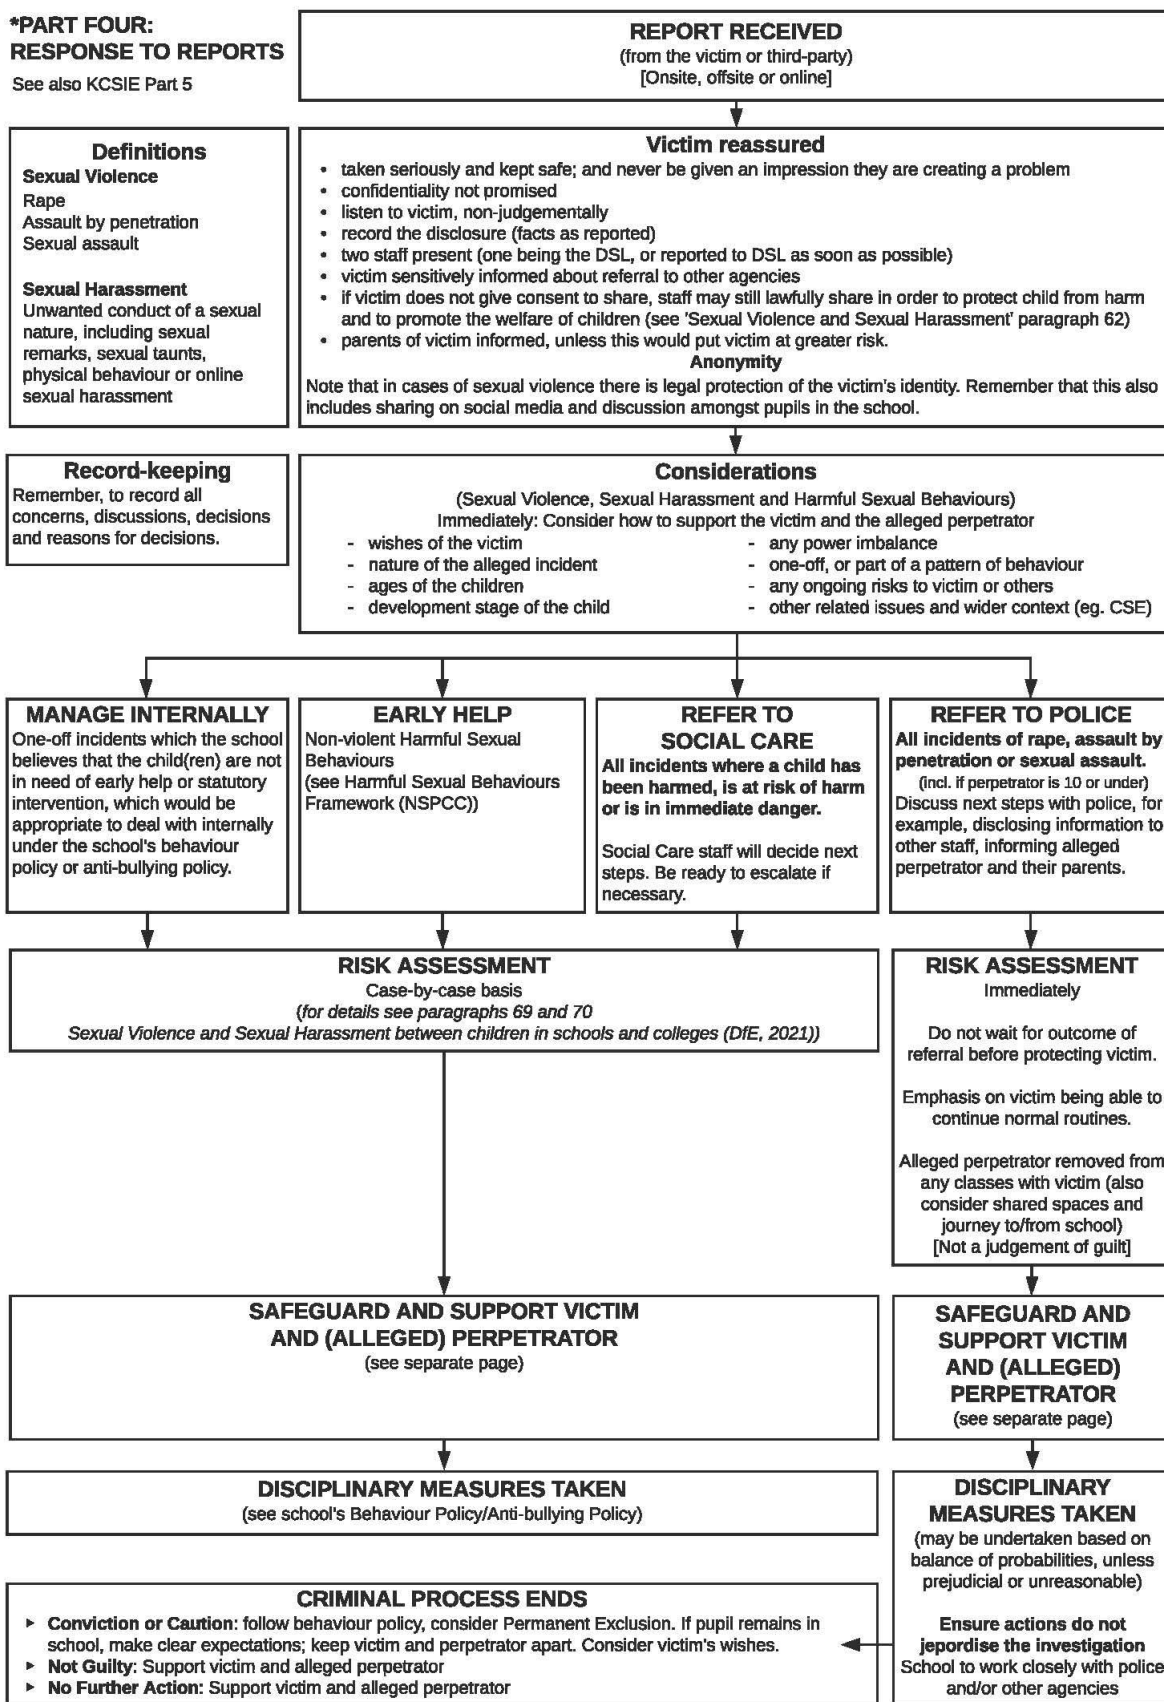 *PART FOUR:
RESPONSE TO REPORTS
See also KCSIE Part 5
REPORT RECEIVED
(from the victim or third-party)
[Onsite, offsite or online]
Definitions
Sexual Violence
Rape
Assault by penetration
Sexual assault
Sexual Harassment
Unwanted conduct of a sexual
nature, including sexual
remarks, sexual taunts,
physical behaviour or online
sexual harassment
Victim reassured
• taken seriously and kept safe; and never be given an impression they are creating a problem
• confidentiality not promised
• listen to victim, non-judgementally
• record the disclosure (facts as reported)
• two staff present (one being the DSL, or reported to DSL as soon as possible)
• victim sensitively informed about referral to other agencies
• if victim does not give consent to share, staff may still lawfully share in order to protect child from harm
and to promote the welfare of children (see 'Sexual Violence and Sexual Harassment' paragraph 62)
• parents of victim informed, unless this would put victim at greater risk.
Anonymity
Note that in cases of sexual violence there is legal protection of the victim's identity. Remember that this also
includes sharing on social media and discussion amongst pupils in the school.
Record-keeping
Remember, to record all
concerns, discussions, decisions
and reasons for decisions.
Considerations
(Sexual Violence, Sexual Harassment and Harmful Sexual Behaviours)
Immediately: Consider how to support the victim and the alleged perpetrator
- wishes of the victim
- nature of the alleged incident
- ages of the children
- development stage of the child
- any power imbalance
- one-off, or part of a pattern of behaviour
- any ongoing risks to victim or others
- other related issues and wider context (eg. CSE)
MANAGE INTERNALLY
One-off incidents which the school
believes that the child(ren) are not
in need of early help or statutory
intervention, which would be
appropriate to deal with internally
under the school's behaviour
policy or anti-bullying policy.
EARLY HELP
Non-violent Harmful Sexual
Behaviours
(see Harmful Sexual Behaviours
Framework (NSPCC))
REFER TO
SOCIAL CARE
All incidents where a child has
been harmed, is at risk of harm
or is in immediate danger.
Social Care staff will decide next
steps. Be ready to escalate if
necessary.
REFER TO POLICE
All incidents of rape, assault by
penetration or sexual assault.
(incl. if perpetrator is 10 or under)
Discuss next steps with police, for
example, disclosing information to
other staff, informing alleged
perpetrator and their parents.
RISK ASSESSMENT
Case-by-case basis
(for details see paragraphs 69 and 70
Sexual Violence and Sexual Harassment between children in schools and colleges (DfE, 2021))
RISK ASSESSMENT
Immediately
Do not wait for outcome of
referral before protecting victim.
Emphasis on victim being able to
continue normal routines.
Alleged perpetrator removed from
any classes with victim (also
consider shared spaces and
journey to/from school)
[Not a judgement of guilt]
SAFEGUARD AND SUPPORT VICTIM
AND (ALLEGED) PERPETRATOR
(see separate page)
SAFEGUARD AND
SUPPORT VICTIM
AND (ALLEGED)
PERPETRATOR
(see separate page)
DISCIPLINARY MEASURES TAKEN
(see school's Behaviour Policy/Anti-bullying Policy)
DISCIPLINARY
MEASURES TAKEN
(may be undertaken based on
balance of probabilities, unless
prejudicial or unreasonable)
Ensure actions do not
jepordise the investigation
School to work closely with police
and/or other agencies
CRIMINAL PROCESS ENDS
► Conviction or Caution: follow behaviour policy, consider Permanent Exclusion. If pupil remains in
school, make clear expectations; keep victim and perpetrator apart. Consider victim's wishes.
► Not Guilty: Support victim and alleged perpetrator
► No Further Action: Support victim and alleged perpetrator